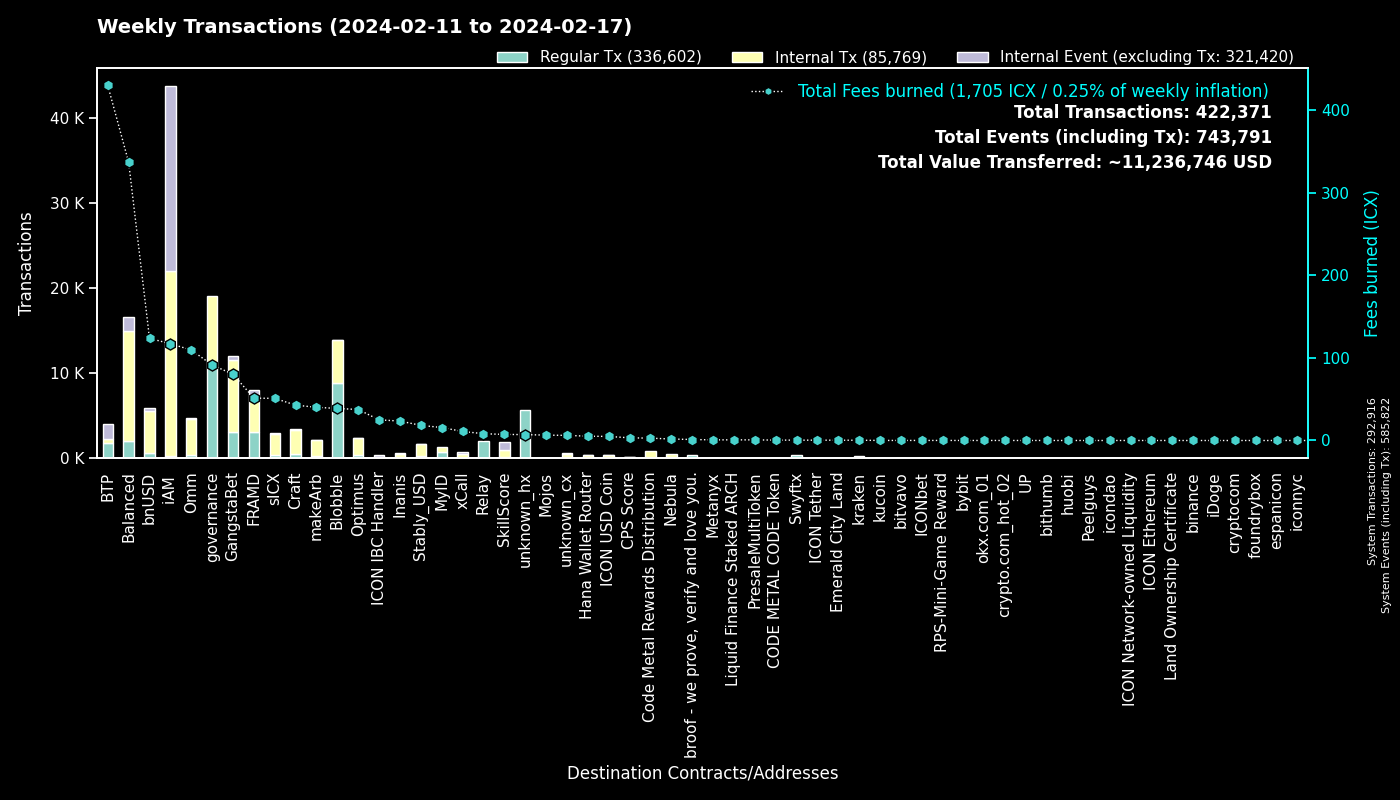 Weekly Transactions (2024-02-11 to 2024-02-17)
Regular Tx (336,602)
Internal Tx (85,769)
Internal Event (excluding Tx: 321,420)
Total Fees burned (1,705 ICX / 0.25% of weekly inflation)
Total Transactions: 422,371
Total Events (including Tx): 743,791
Total Value Transferred: ~11,236,746 USD
Transactions
40 K
30 K
20 K
10 K
0 K
400
300
200
100
0
Fees burned (ICX)
System Transactions: 292,916
System Events (including Tx): 585,822
BTP
Balanced
bnUSD
iAM
Omm
governance
GangstaBet
FRAMD
sICX
Craft
makeArb
Blobble
Optimus
ICON IBC Handler
Inanis
Stably_USD
MyID
xCall
Relay
SkillScore
unknown_hx
Mojos
unknown_cx
Hana Wallet Router
ICON USD Coin
CPS Score
Code Metal Rewards Distribution
Nebula
broof - we prove, verify and love you.
Metanyx
Liquid Finance Staked ARCH
PresaleMultiToken
CODE METAL CODE Token
Swyftx
ICON Tether
Emerald City Land
kraken
kucoin
bitvavo
ICONbet
RPS-Mini-Game Reward
bybit
okx.com_01
crypto.com_hot_02
UP
bithumb
huobi
Peelguys
icondao
ICON Network-owned Liquidity
ICON Ethereum
Land Ownership Certificate
binance
iDoge
cryptocom
foundrybox
espanicon
iconnyc
Destination Contracts/Addresses